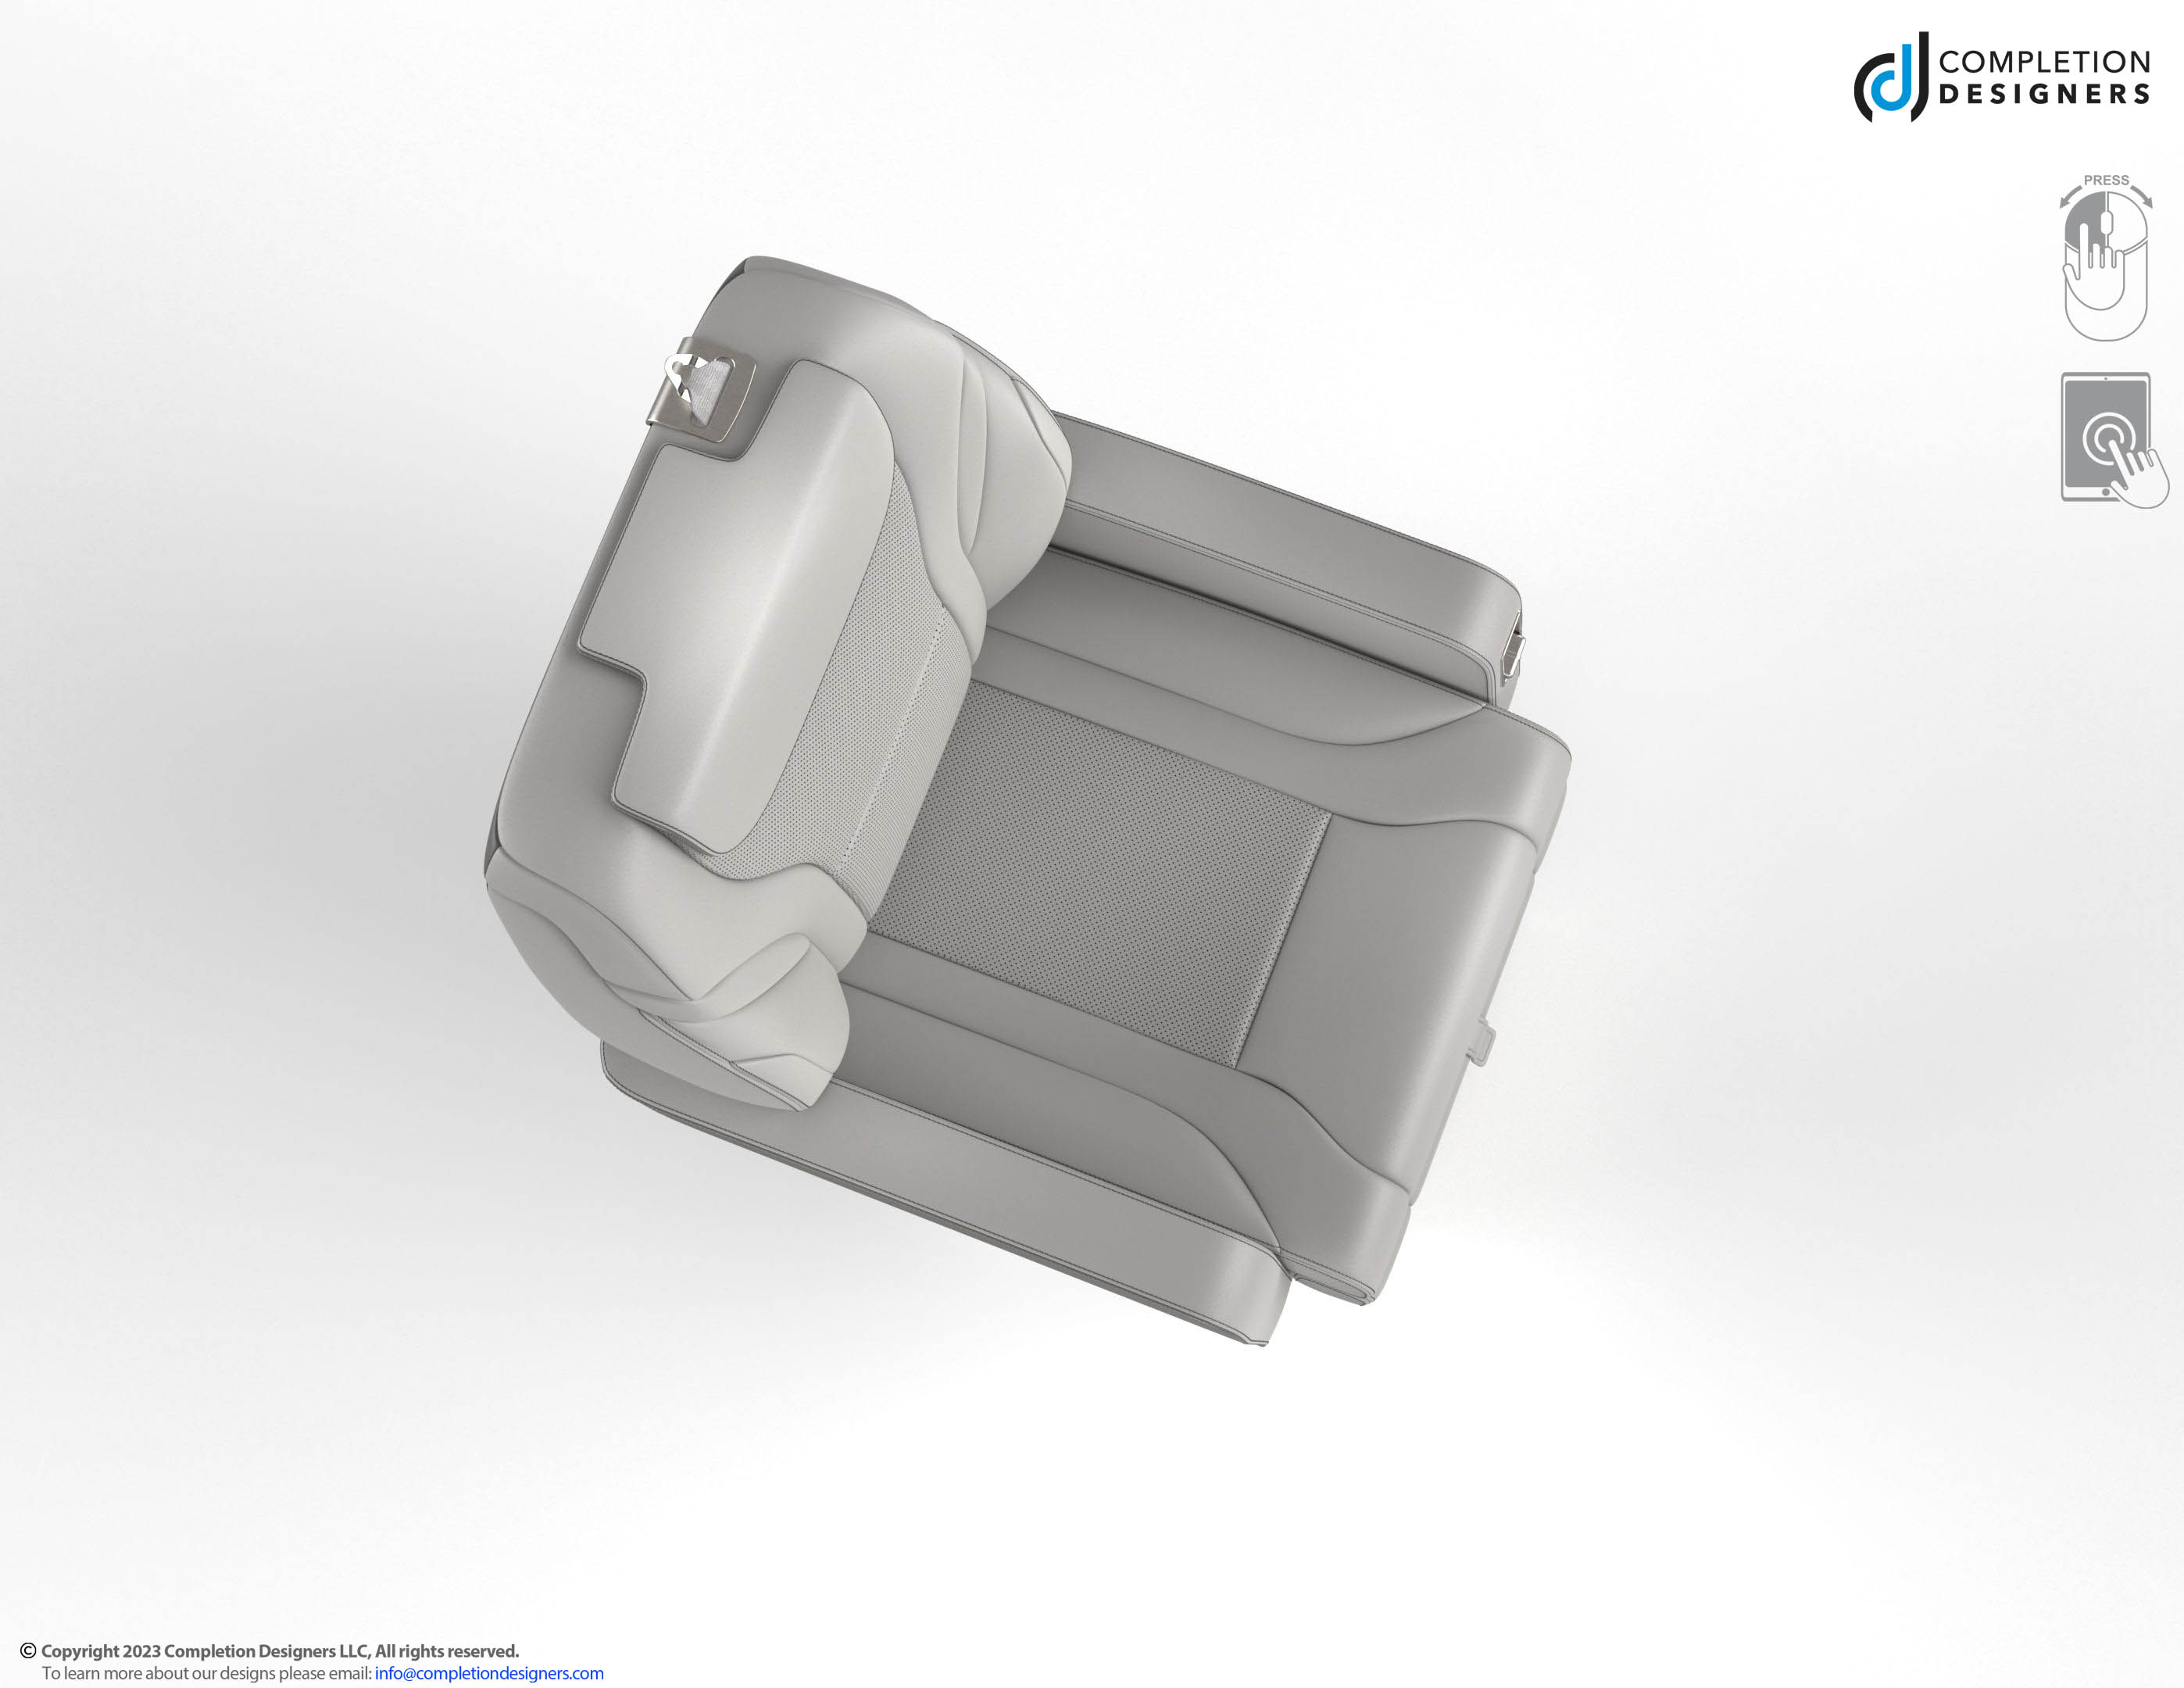 COMPLETION
DESIGNERS
PRESS
© Copyright 2023 Completion Designers LLC, All rights reserved.
To learn more about our designs please email: info@completiondesigners.com